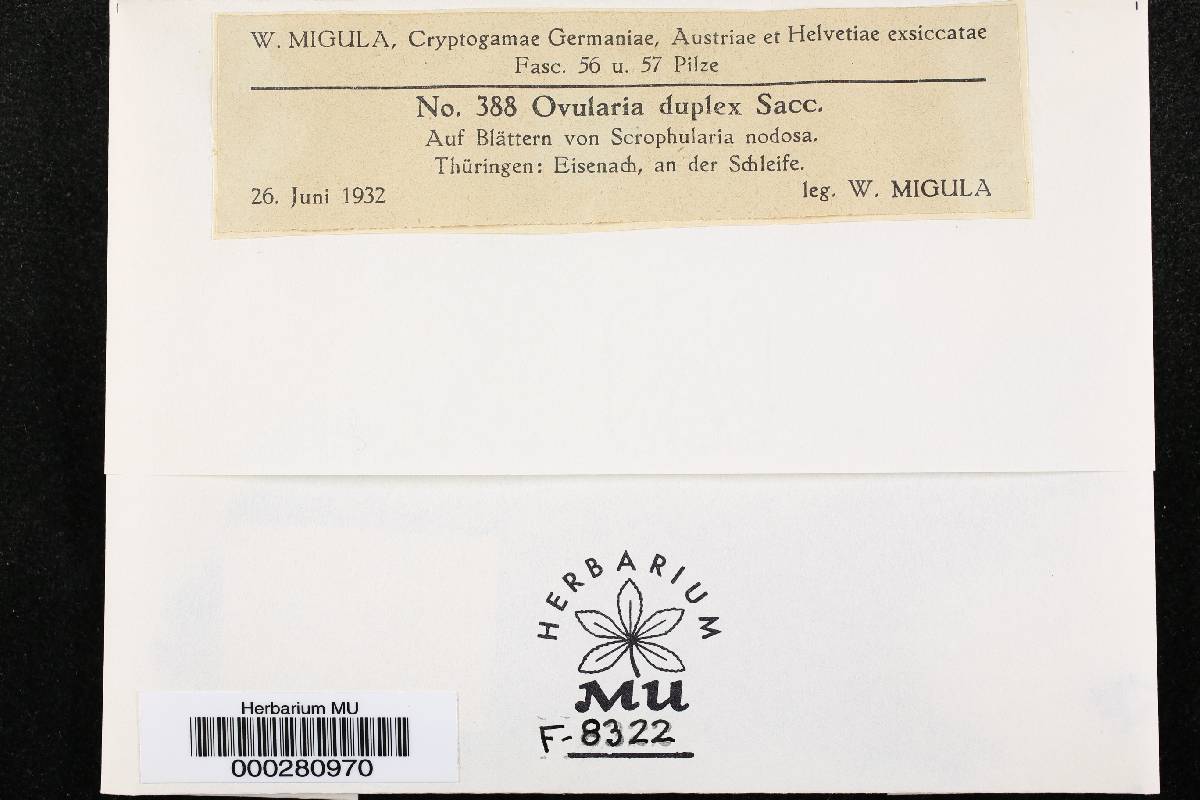 W. MIGULA, Cryptogamae Germaniae, Austriae et Helvetiae exsiccatae
Fasc. 56 u. 57 Pilze
No. 388 Ovularia duplex Sacc.
Auf Blättern von Scrophularia nodosa.
Thüringen: Eisenach, an der Schleife.
26. Juni 1932 leg. W. MIGULA
HERBARIUM
MU
F-8322
Herbarium MU
000280970